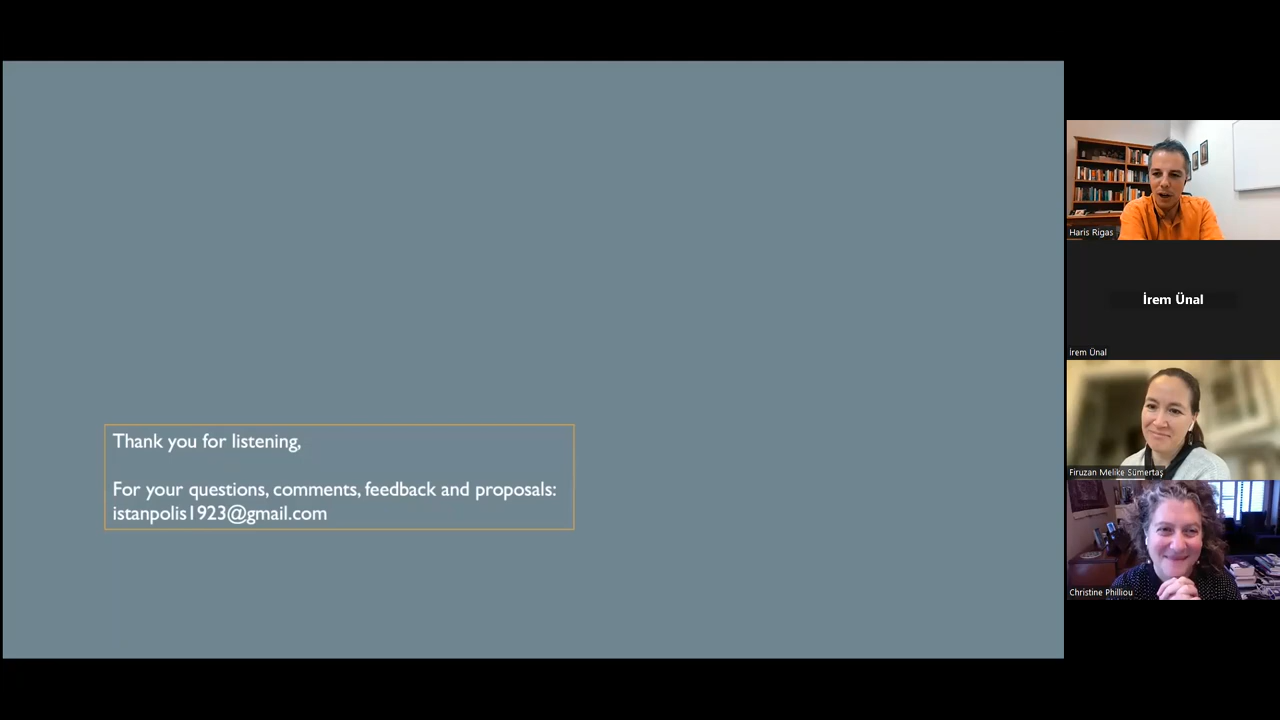 Thank you for listening,
For your questions, comments, feedback and proposals:
istanpolis1923@gmail.com
Haris Rigas
İrem Ünal
İrem Ünal
Firuzan Melike Sümertaş
Christine Philliou